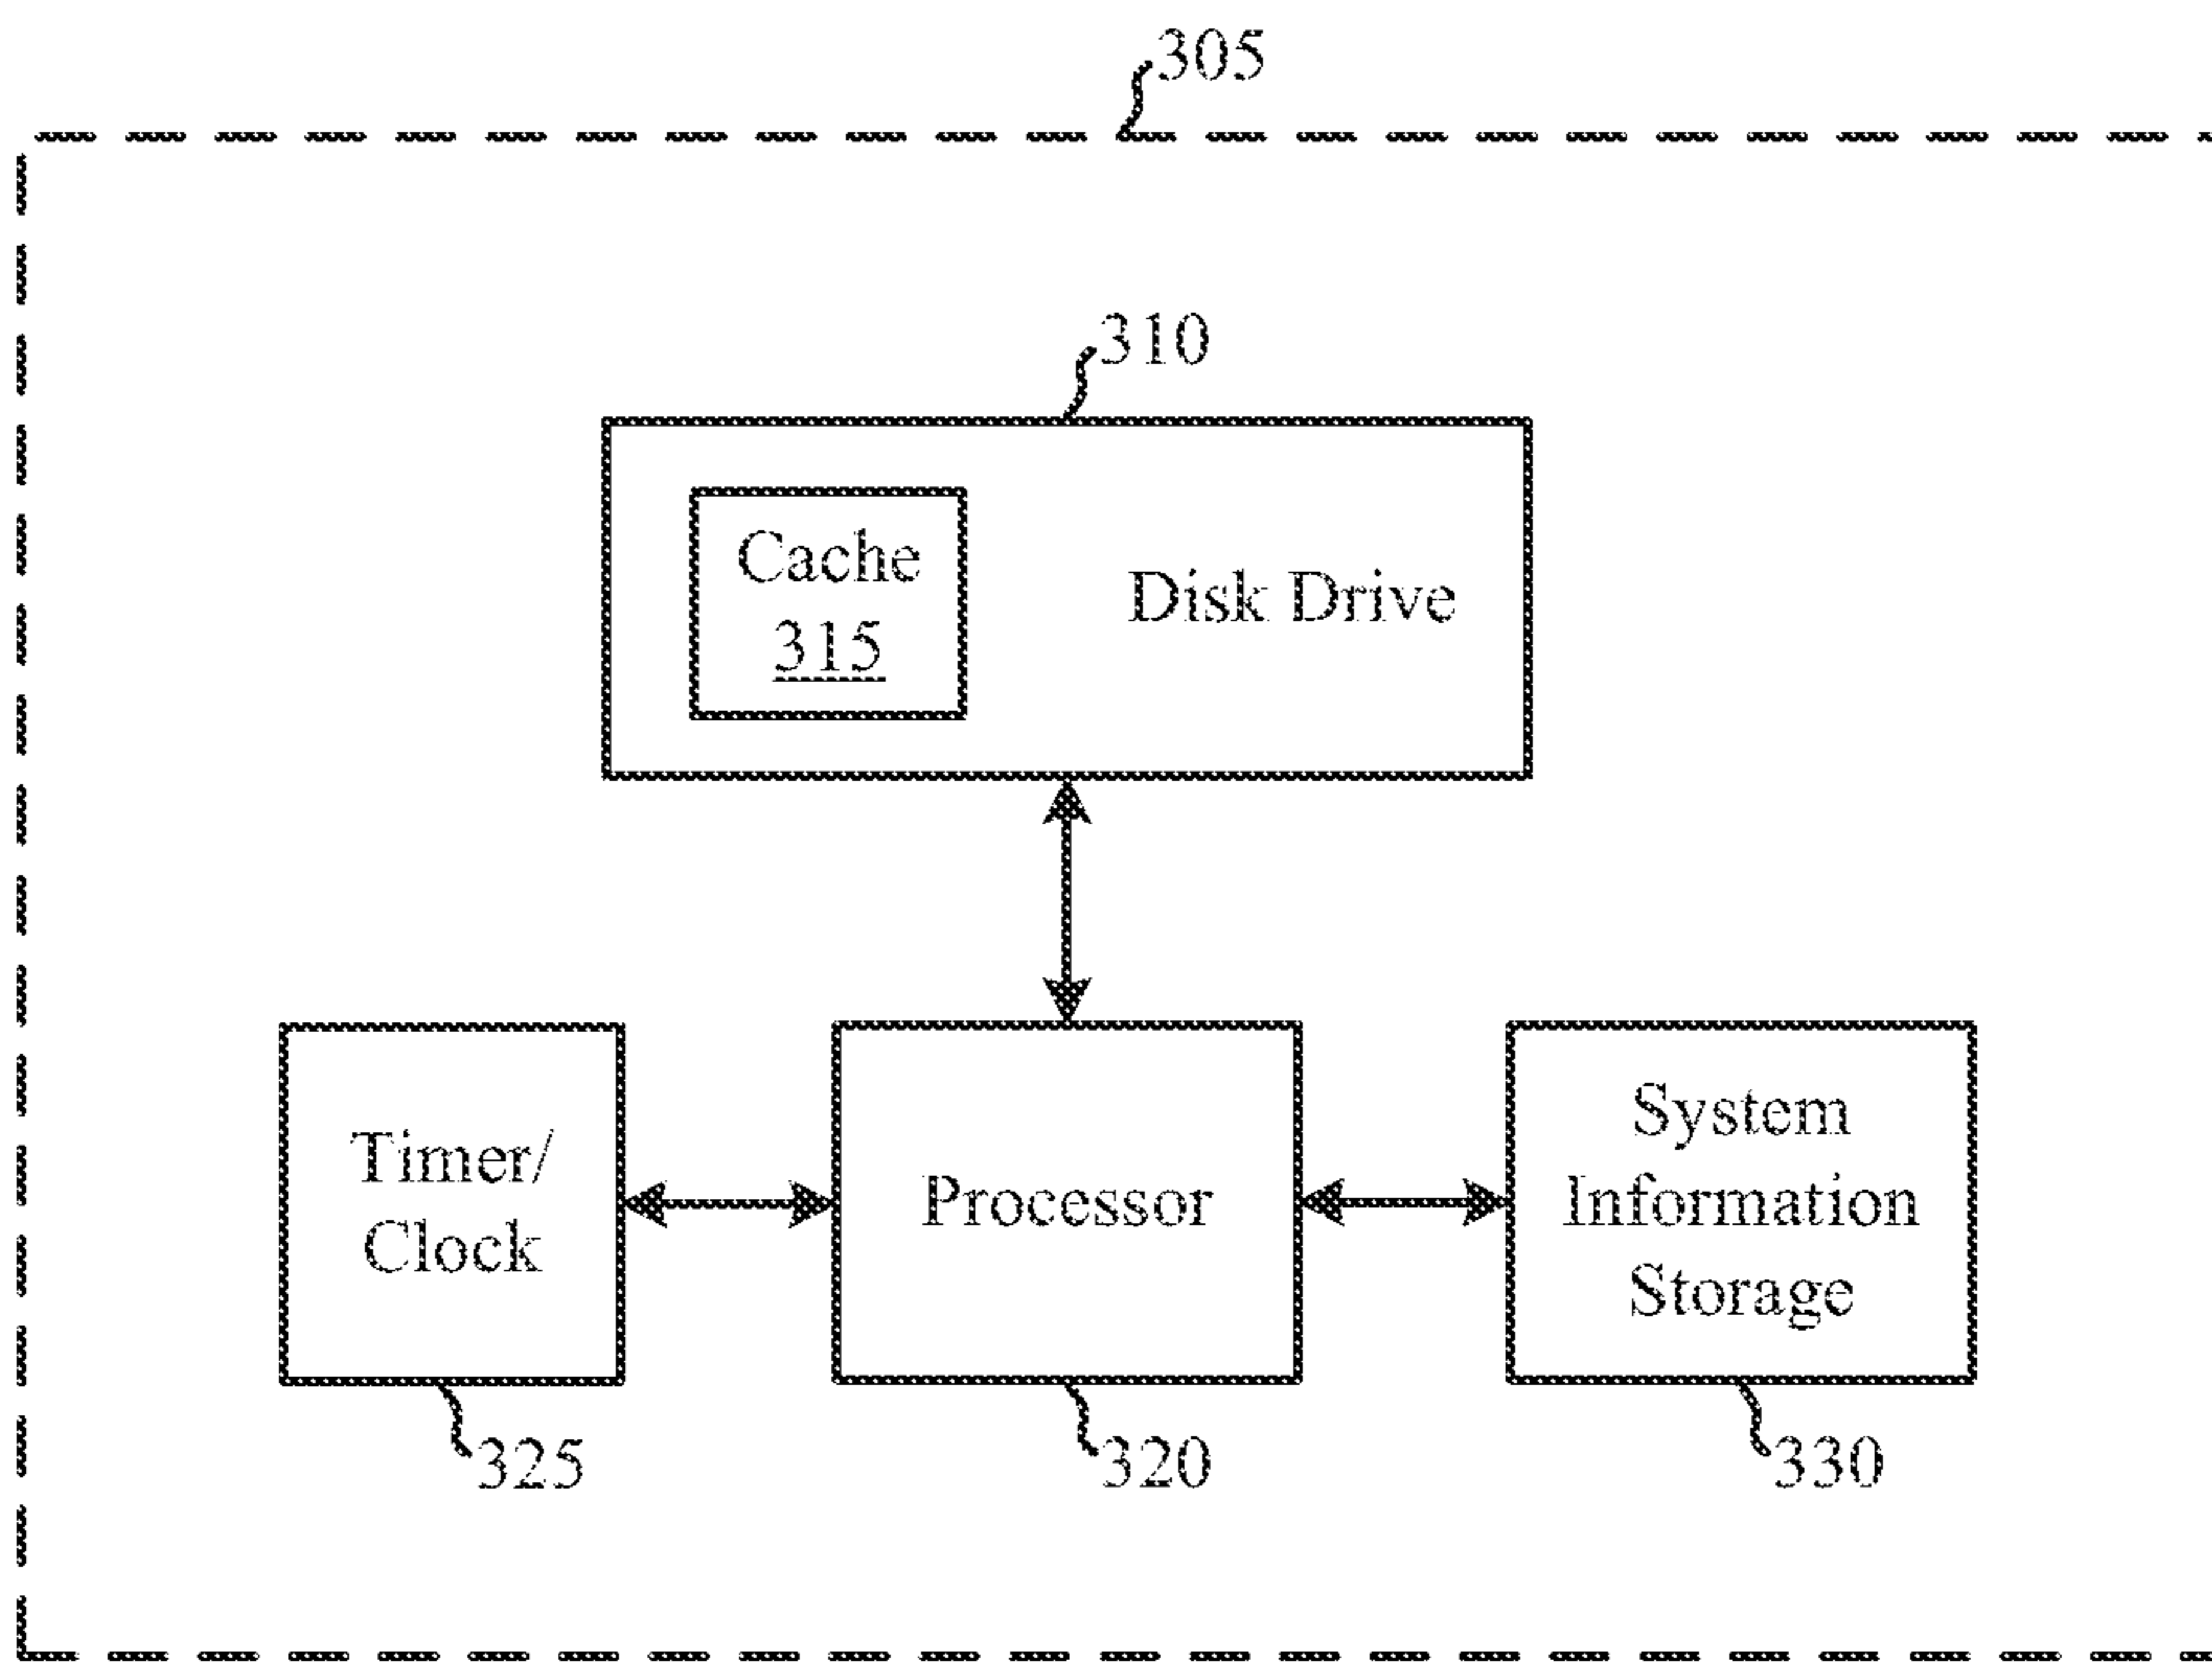 305
310
Cache
315
Disk Drive
Timer/
Clock
Processor
System
Information
Storage
325
320
330